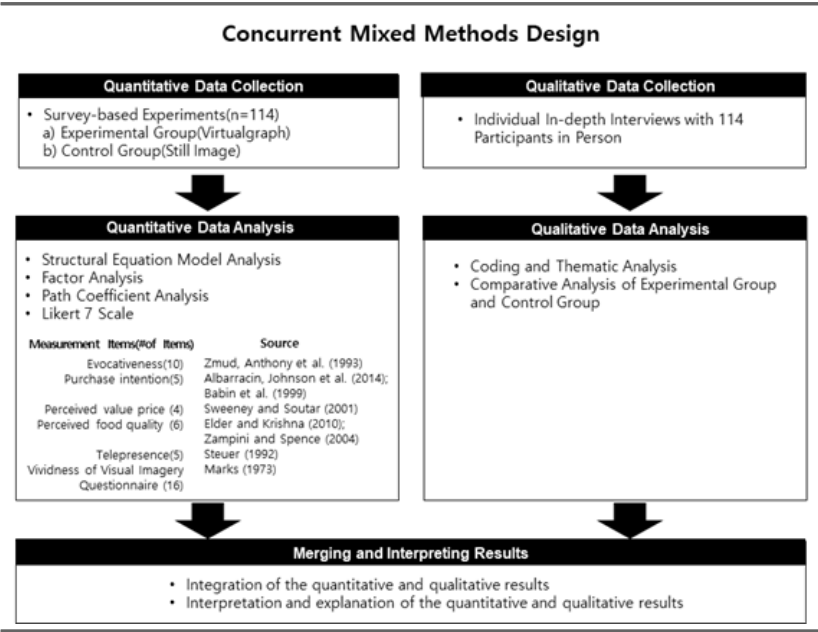 Concurrent Mixed Methods Design
Quantitative Data Collection
• Survey-based Experiments(n=114)
a) Experimental Group(Virtualgraph)
b) Control Group(Still Image)
Qualitative Data Collection
• Individual In-depth Interviews with 114
Participants in Person
Quantitative Data Analysis
• Structural Equation Model Analysis
• Factor Analysis
• Path Coefficient Analysis
• Likert 7 Scale
Measurement Items(#of Items) Source
Evocativeness(10) Zmud, Anthony et al. (1993)
Purchase intention(5) Albarracin, Johnson et al. (2014);
Babin et al. (1999)
Perceived value price (4) Sweeney and Soutar (2001)
Perceived food quality (6) Elder and Krishna (2010);
Zampini and Spence (2004)
Telepresence(5) Steuer (1992)
Vividness of Visual Imagery Marks (1973)
Questionnaire (16)
Qualitative Data Analysis
• Coding and Thematic Analysis
• Comparative Analysis of Experimental Group
and Control Group
Merging and Interpreting Results
• Integration of the quantitative and qualitative results
• Interpretation and explanation of the quantitative and qualitative results